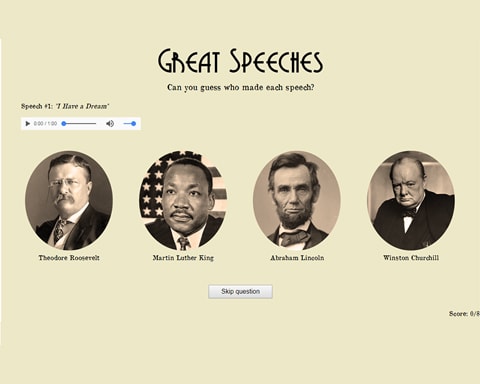 Great Speeches
Can you guess who made each speech?
Speech #1: 'I Have a Dream'
0:00 / 1:00
Theodore Roosevelt
Martin Luther King
Abraham Lincoln
Winston Churchill
Skip question
Score: 0/8